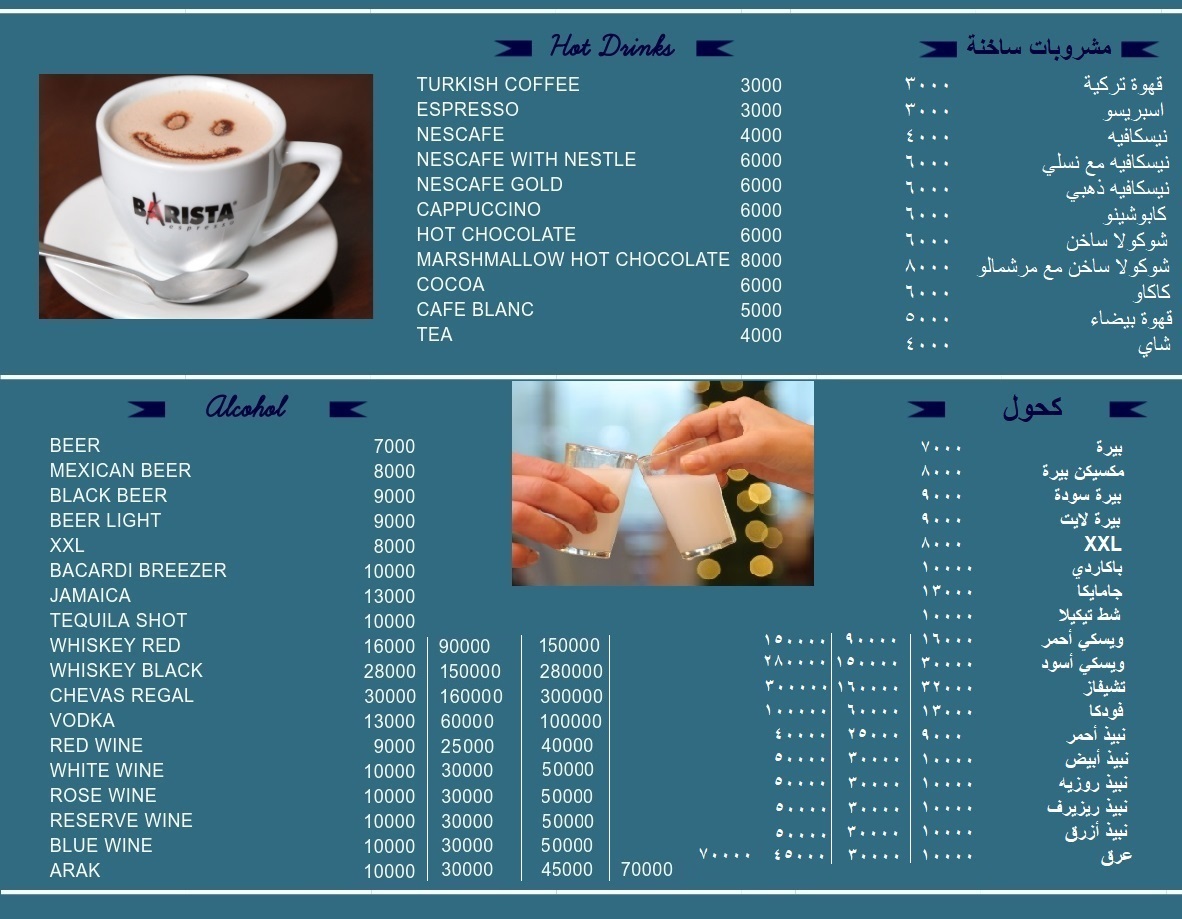 Hot Drinks
TURKISH COFFEE 3000
ESPRESSO 3000
NESCAFE 4000
NESCAFE WITH NESTLE 6000
NESCAFE GOLD 6000
CAPPUCCINO 6000
HOT CHOCOLATE 6000
MARSHMALLOW HOT CHOCOLATE 8000
COCOA 6000
CAFE BLANC 5000
TEA 4000
مشروبات ساخنة
قهوة تركية ٣٠٠٠
اسبريسو ٣٠٠٠
نيسكافيه ٤٠٠٠
نيسكافيه مع نسلي ٦٠٠٠
نيسكافيه ذهبي ٦٠٠٠
كابوشينو ٦٠٠٠
شوكولا ساخن ٦٠٠٠
شوكولا ساخن مع مرشمالو ٨٠٠٠
كاكاو ٦٠٠٠
قهوة بيضاء ٥٠٠٠
شاي ٤٠٠٠
BARISTA
espresso
Alcohol
BEER 7000
MEXICAN BEER 8000
BLACK BEER 9000
BEER LIGHT 9000
XXL 8000
BACARDI BREEZER 10000
JAMAICA 13000
TEQUILA SHOT 10000
WHISKEY RED 16000 90000 150000
WHISKEY BLACK 28000 150000 280000
CHEVAS REGAL 30000 160000 300000
VODKA 13000 60000 100000
RED WINE 9000 25000 40000
WHITE WINE 10000 30000 50000
ROSE WINE 10000 30000 50000
RESERVE WINE 10000 30000 50000
BLUE WINE 10000 30000 50000
ARAK 10000 30000 45000 70000
كحول
بيرة ٧٠٠٠
مكسيكن بيرة ٨٠٠٠
بيرة سودة ٩٠٠٠
بيرة لايت ٩٠٠٠
XXL ٨٠٠٠
باكاردي ١٠٠٠٠
جامايكا ١٣٠٠٠
شط تيكيلا ١٠٠٠٠
ويسكي أحمر ١٦٠٠٠ ٩٠٠٠٠ ١٥٠٠٠٠
ويسكي أسود ٣٠٠٠٠ ١٥٠٠٠٠ ٢٨٠٠٠٠
تشيفاز ٣٢٠٠٠ ١٦٠٠٠٠ ٣٠٠٠٠٠
فودكا ١٣٠٠٠ ٦٠٠٠٠ ١٠٠٠٠٠
نبيذ أحمر ٩٠٠٠ ٢٥٠٠٠ ٤٠٠٠٠
نبيذ أبيض ١٠٠٠٠ ٣٠٠٠٠ ٥٠٠٠٠
نبيذ روزيه ١٠٠٠٠ ٣٠٠٠٠ ٥٠٠٠٠
نبيذ ريزيرف ١٠٠٠٠ ٣٠٠٠٠ ٥٠٠٠٠
نبيذ أزرق ١٠٠٠٠ ٣٠٠٠٠ ٥٠٠٠٠
عرق ١٠٠٠٠ ٣٠٠٠٠ ٤٥٠٠٠ ٧٠٠٠٠